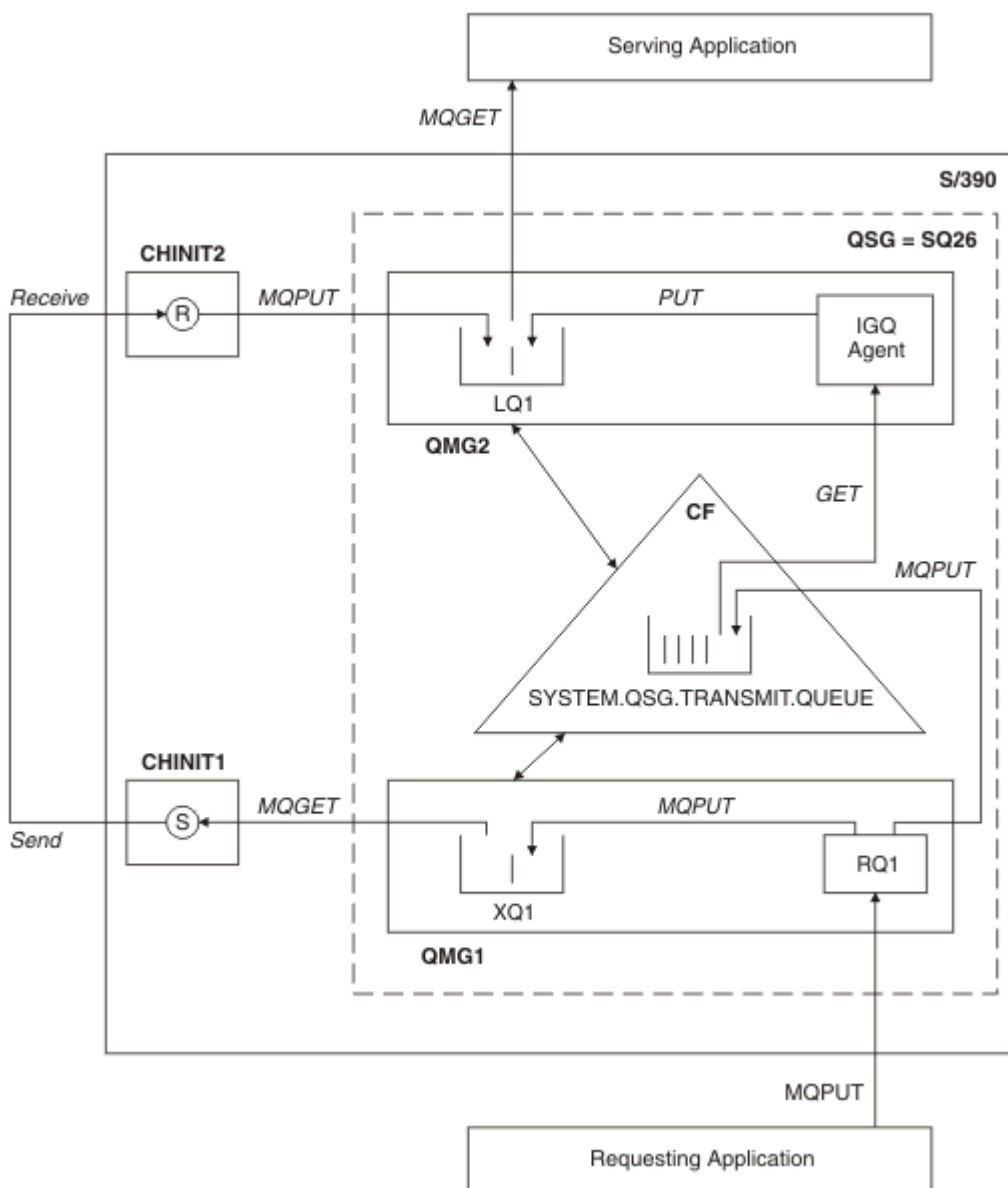 Serving Application
MQGET
S/390
QSG = SQ26
CHINIT2
Receive
R
MQPUT
PUT
IGQ
Agent
LQ1
QMG2
GET
CF
MQPUT
SYSTEM.QSG.TRANSMIT.QUEUE
CHINIT1
MQGET
MQPUT
S
Send
RQ1
XQ1
QMG1
MQPUT
Requesting Application